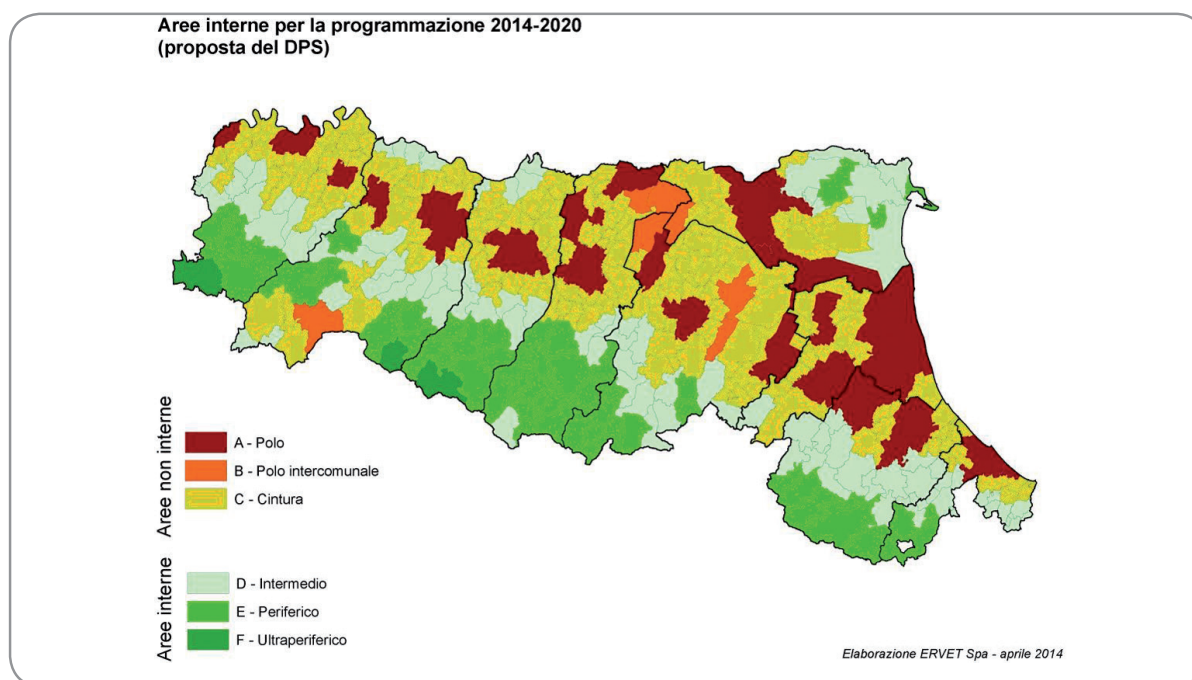 Aree interne per la programmazione 2014-2020
(proposta del DPS)
Aree non interne
A - Polo
B - Polo intercomunale
C - Cintura
Aree interne
D - Intermedio
E - Periferico
F - Ultraperiferico
Elaborazione ERVET Spa - aprile 2014